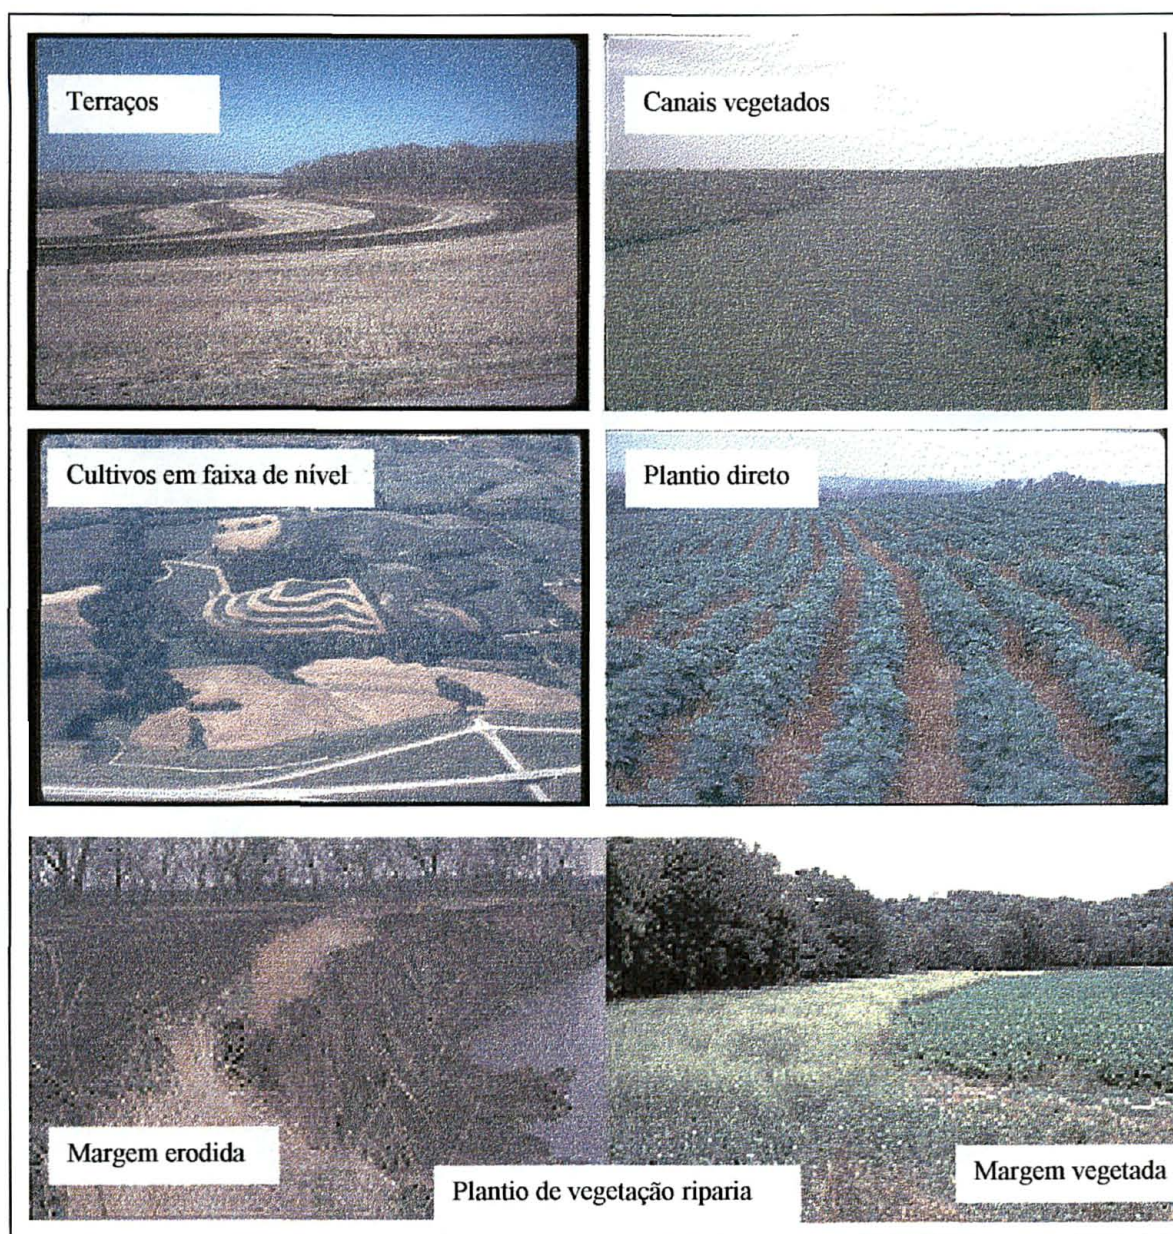 Terraços
Canais vegetados
Cultivos em faixa de nível
Plantio direto
Margem erodida
Plantio de vegetação riparia
Margem vegetada